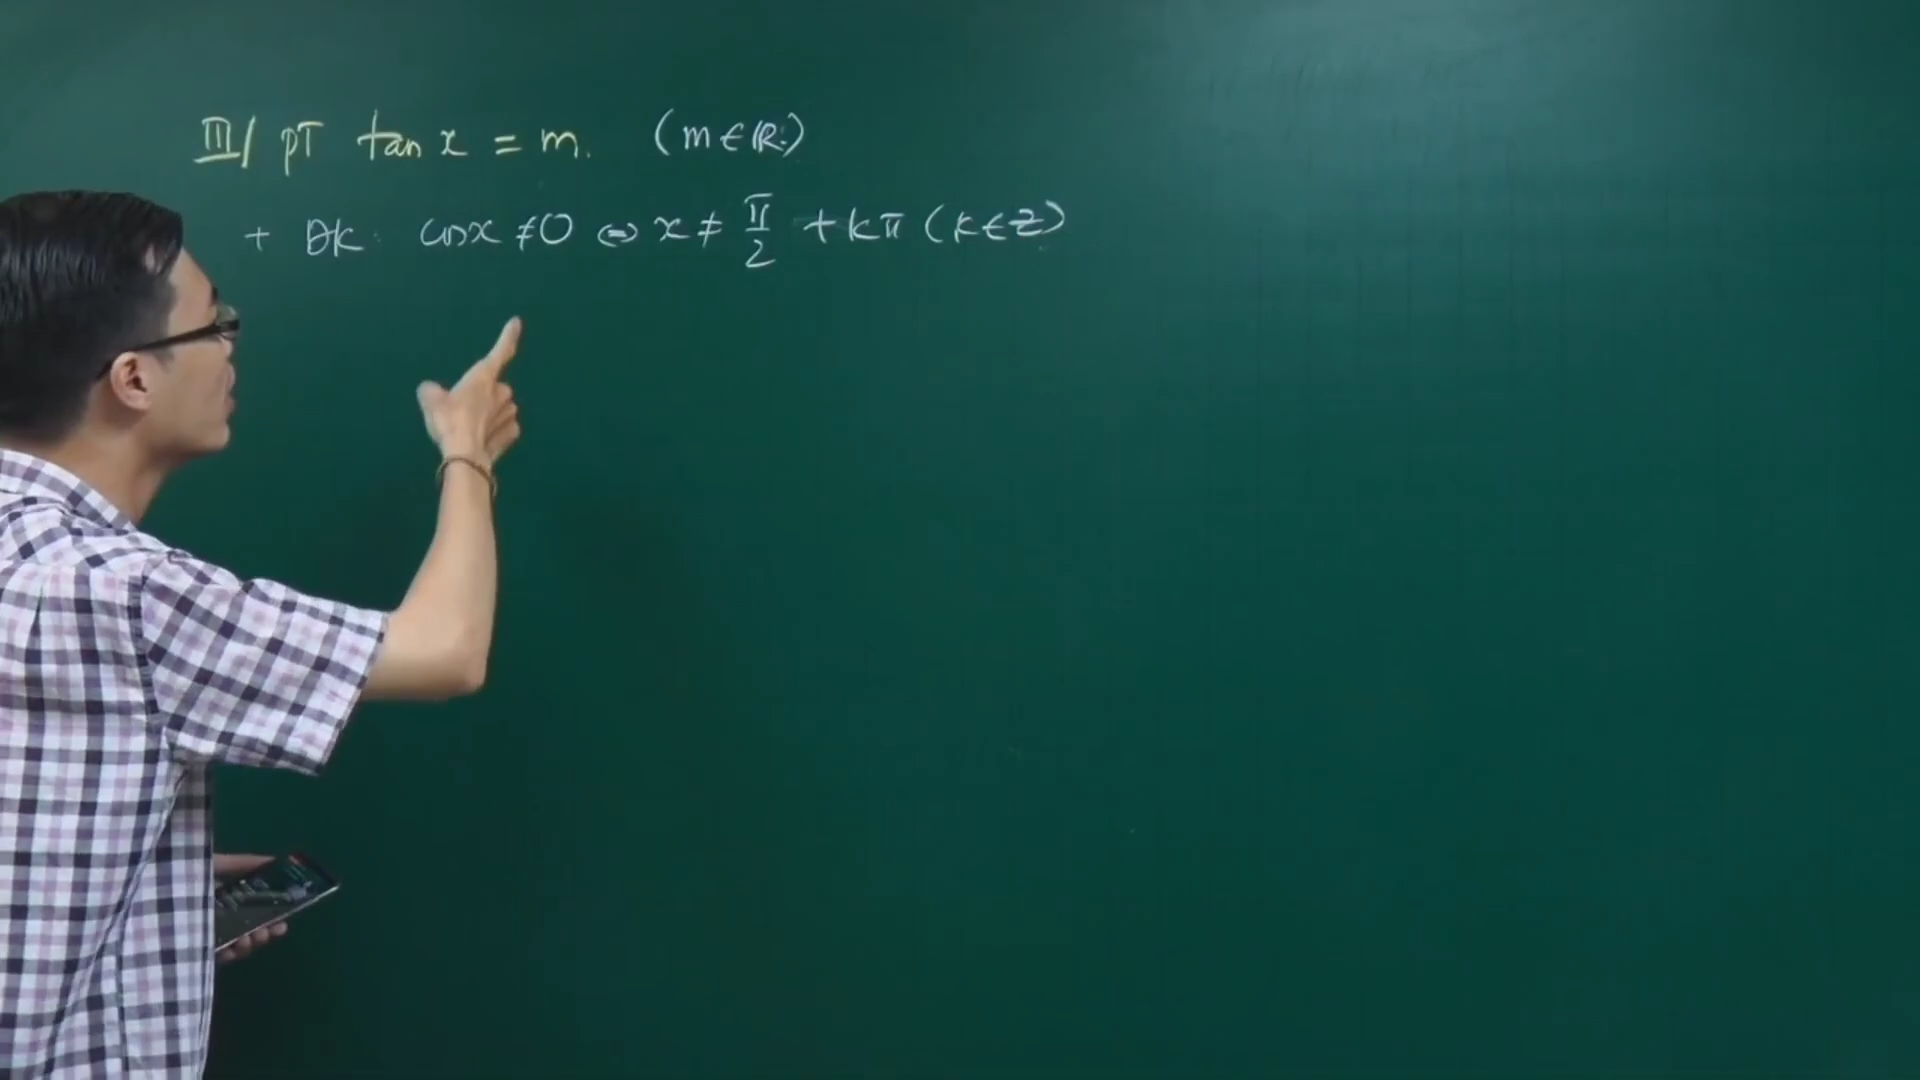 III/ pT tan x = m. (m ∈ R.)
+ Đk: cosx ≠ 0 ⇔ x ≠ π/2 + kπ (k ∈ Z)